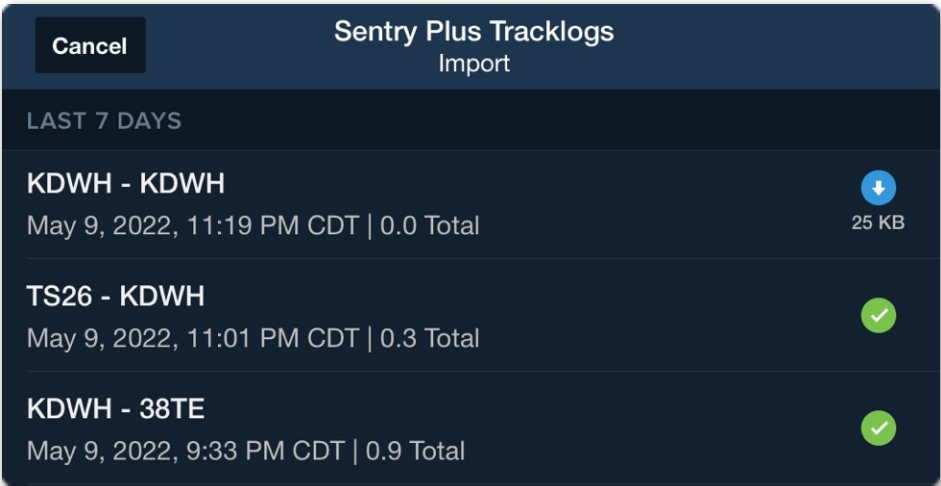 Cancel
Sentry Plus Tracklogs
Import
LAST 7 DAYS
KDWH - KDWH
May 9, 2022, 11:19 PM CDT | 0.0 Total
25 KB
TS26 - KDWH
May 9, 2022, 11:01 PM CDT | 0.3 Total
KDWH - 38TE
May 9, 2022, 9:33 PM CDT | 0.9 Total